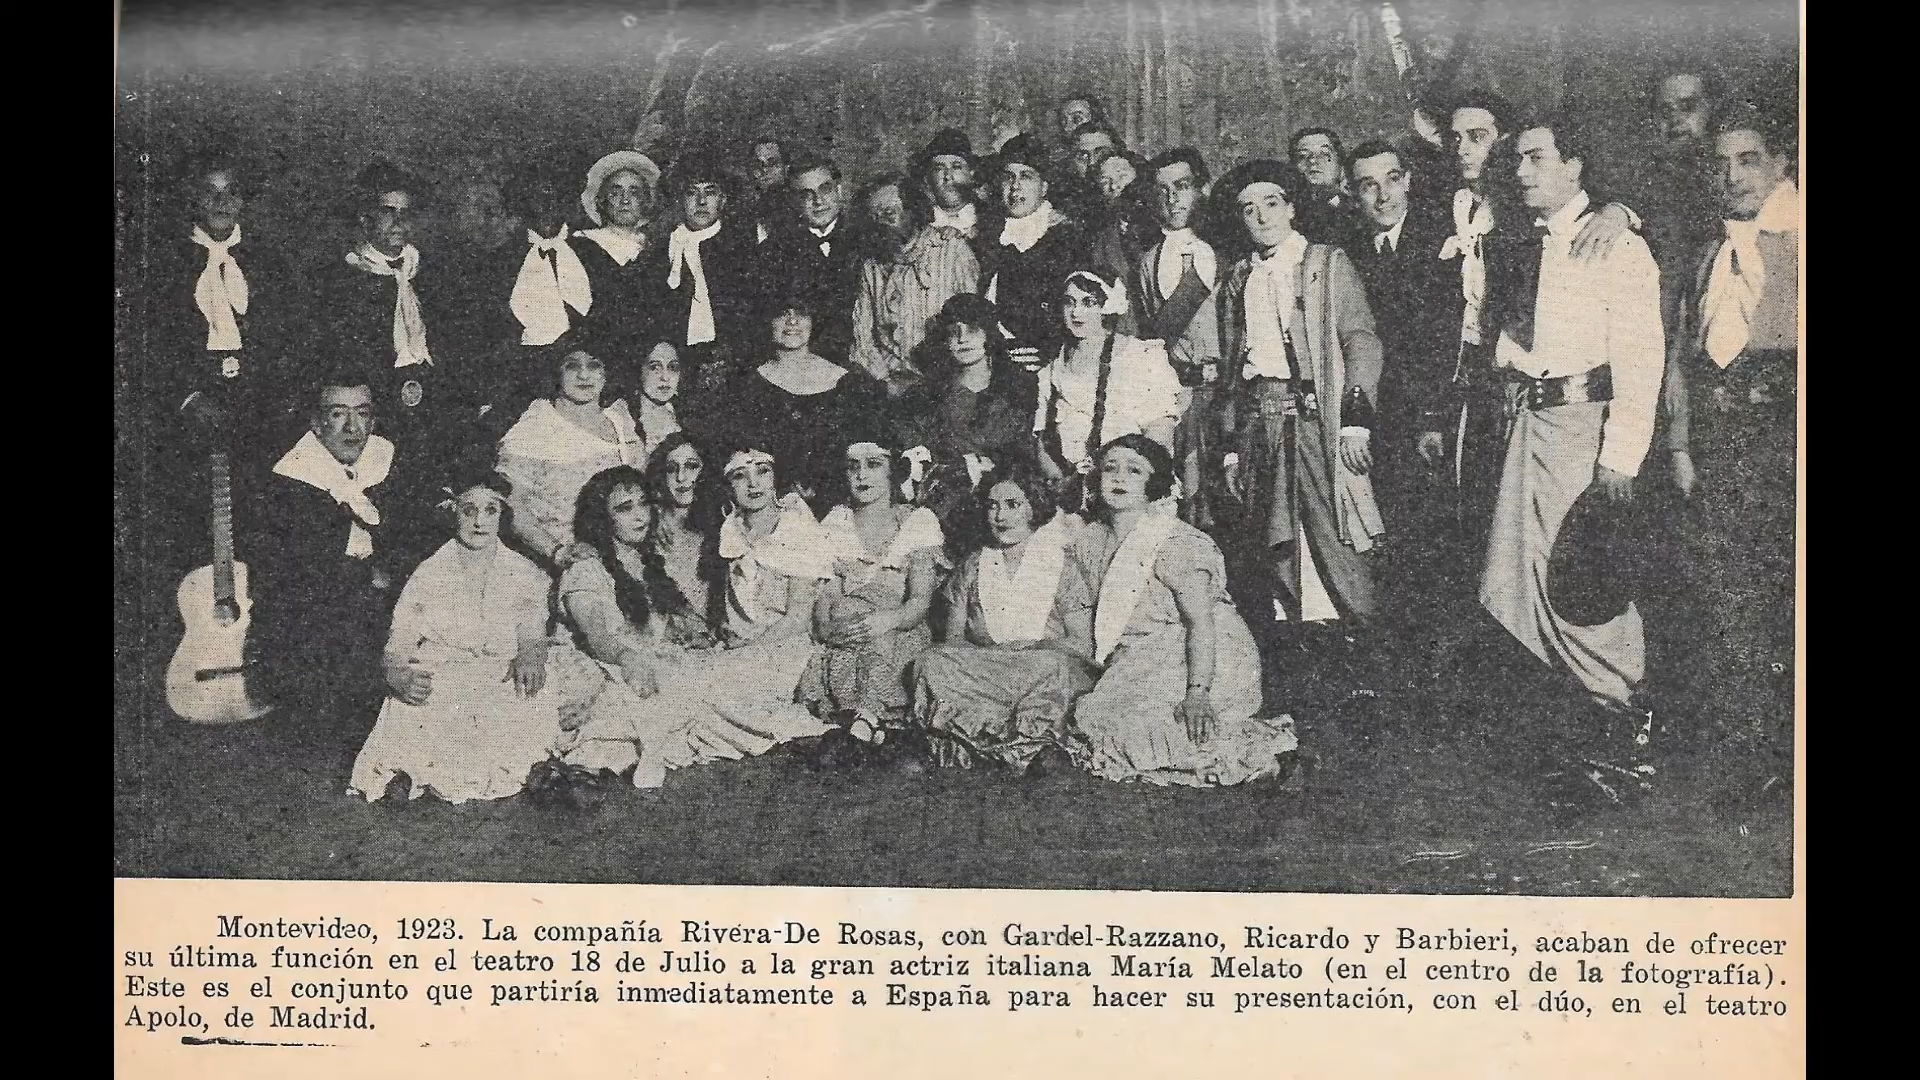 Montevideo, 1923. La compañía Rivera-De Rosas, con Gardel-Razzano, Ricardo y Barbieri, acaban de ofrecer
su última función en el teatro 18 de Julio a la gran actriz italiana María Melato (en el centro de la fotografía).
Este es el conjunto que partiría inmediatamente a España para hacer su presentación, con el dúo, en el teatro
Apolo, de Madrid.